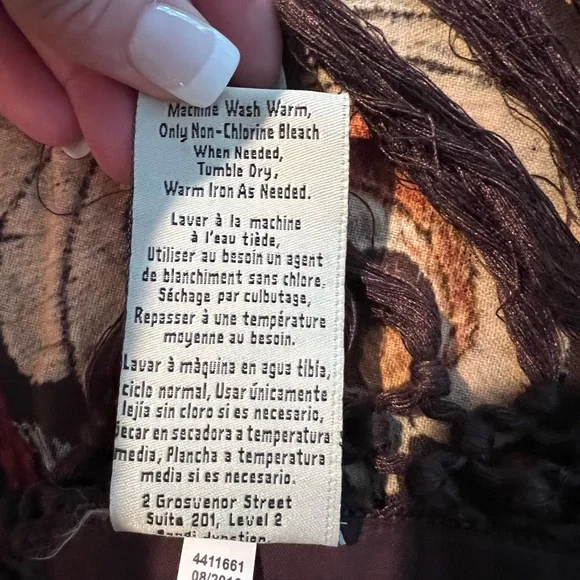 Machine Wash Warm,
Only Non-Chlorine Bleach
When Needed,
Tumble Dry,
Warm Iron As Needed.
Laver à la machine
à l'eau tiède,
Utiliser au besoin un agent
de blanchiment sans chlore.
Séchage par culbutage,
Repasser à une température
moyenne au besoin.
Lavar à màquina en agua tibia,
ciclo normal, Usar únicamente
lejía sin cloro si es necesario,
Secar en secadora a temperatura
media, Plancha a temperatura
media si es necesario.
2 Grosvenor Street
Suite 201, Level 2
4411661